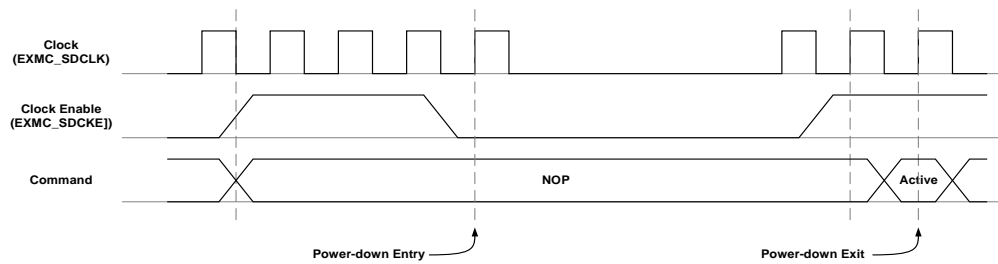 Clock
(EXMC_SDCLK)
Clock Enable
(EXMC_SDCKE])
Command
NOP
Active
Power-down Entry
Power-down Exit